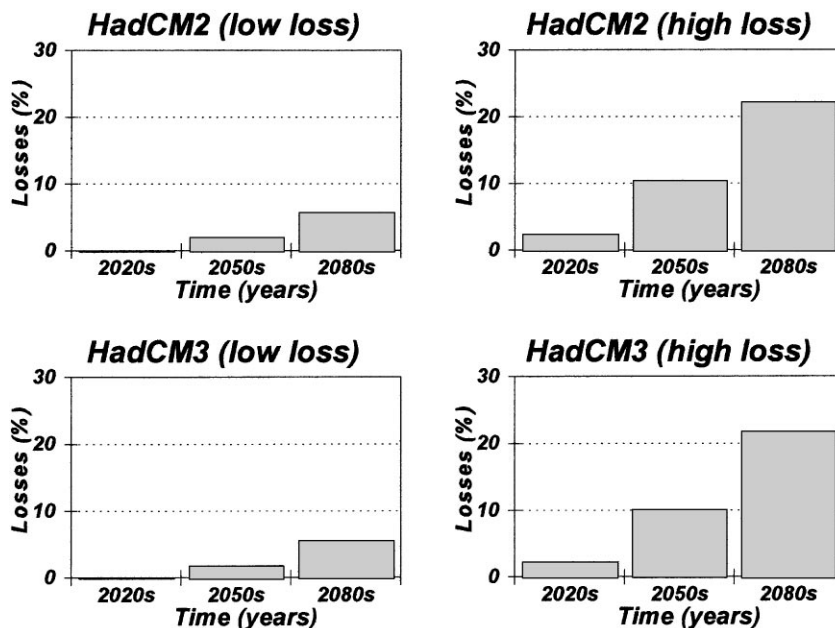 HadCM2 (low loss)
30
20
10
0
Losses (%)
2020s 2050s 2080s
Time (years)
HadCM2 (high loss)
30
20
10
0
Losses (%)
2020s 2050s 2080s
Time (years)
HadCM3 (low loss)
30
20
10
0
Losses (%)
2020s 2050s 2080s
Time (years)
HadCM3 (high loss)
30
20
10
0
Losses (%)
2020s 2050s 2080s
Time (years)